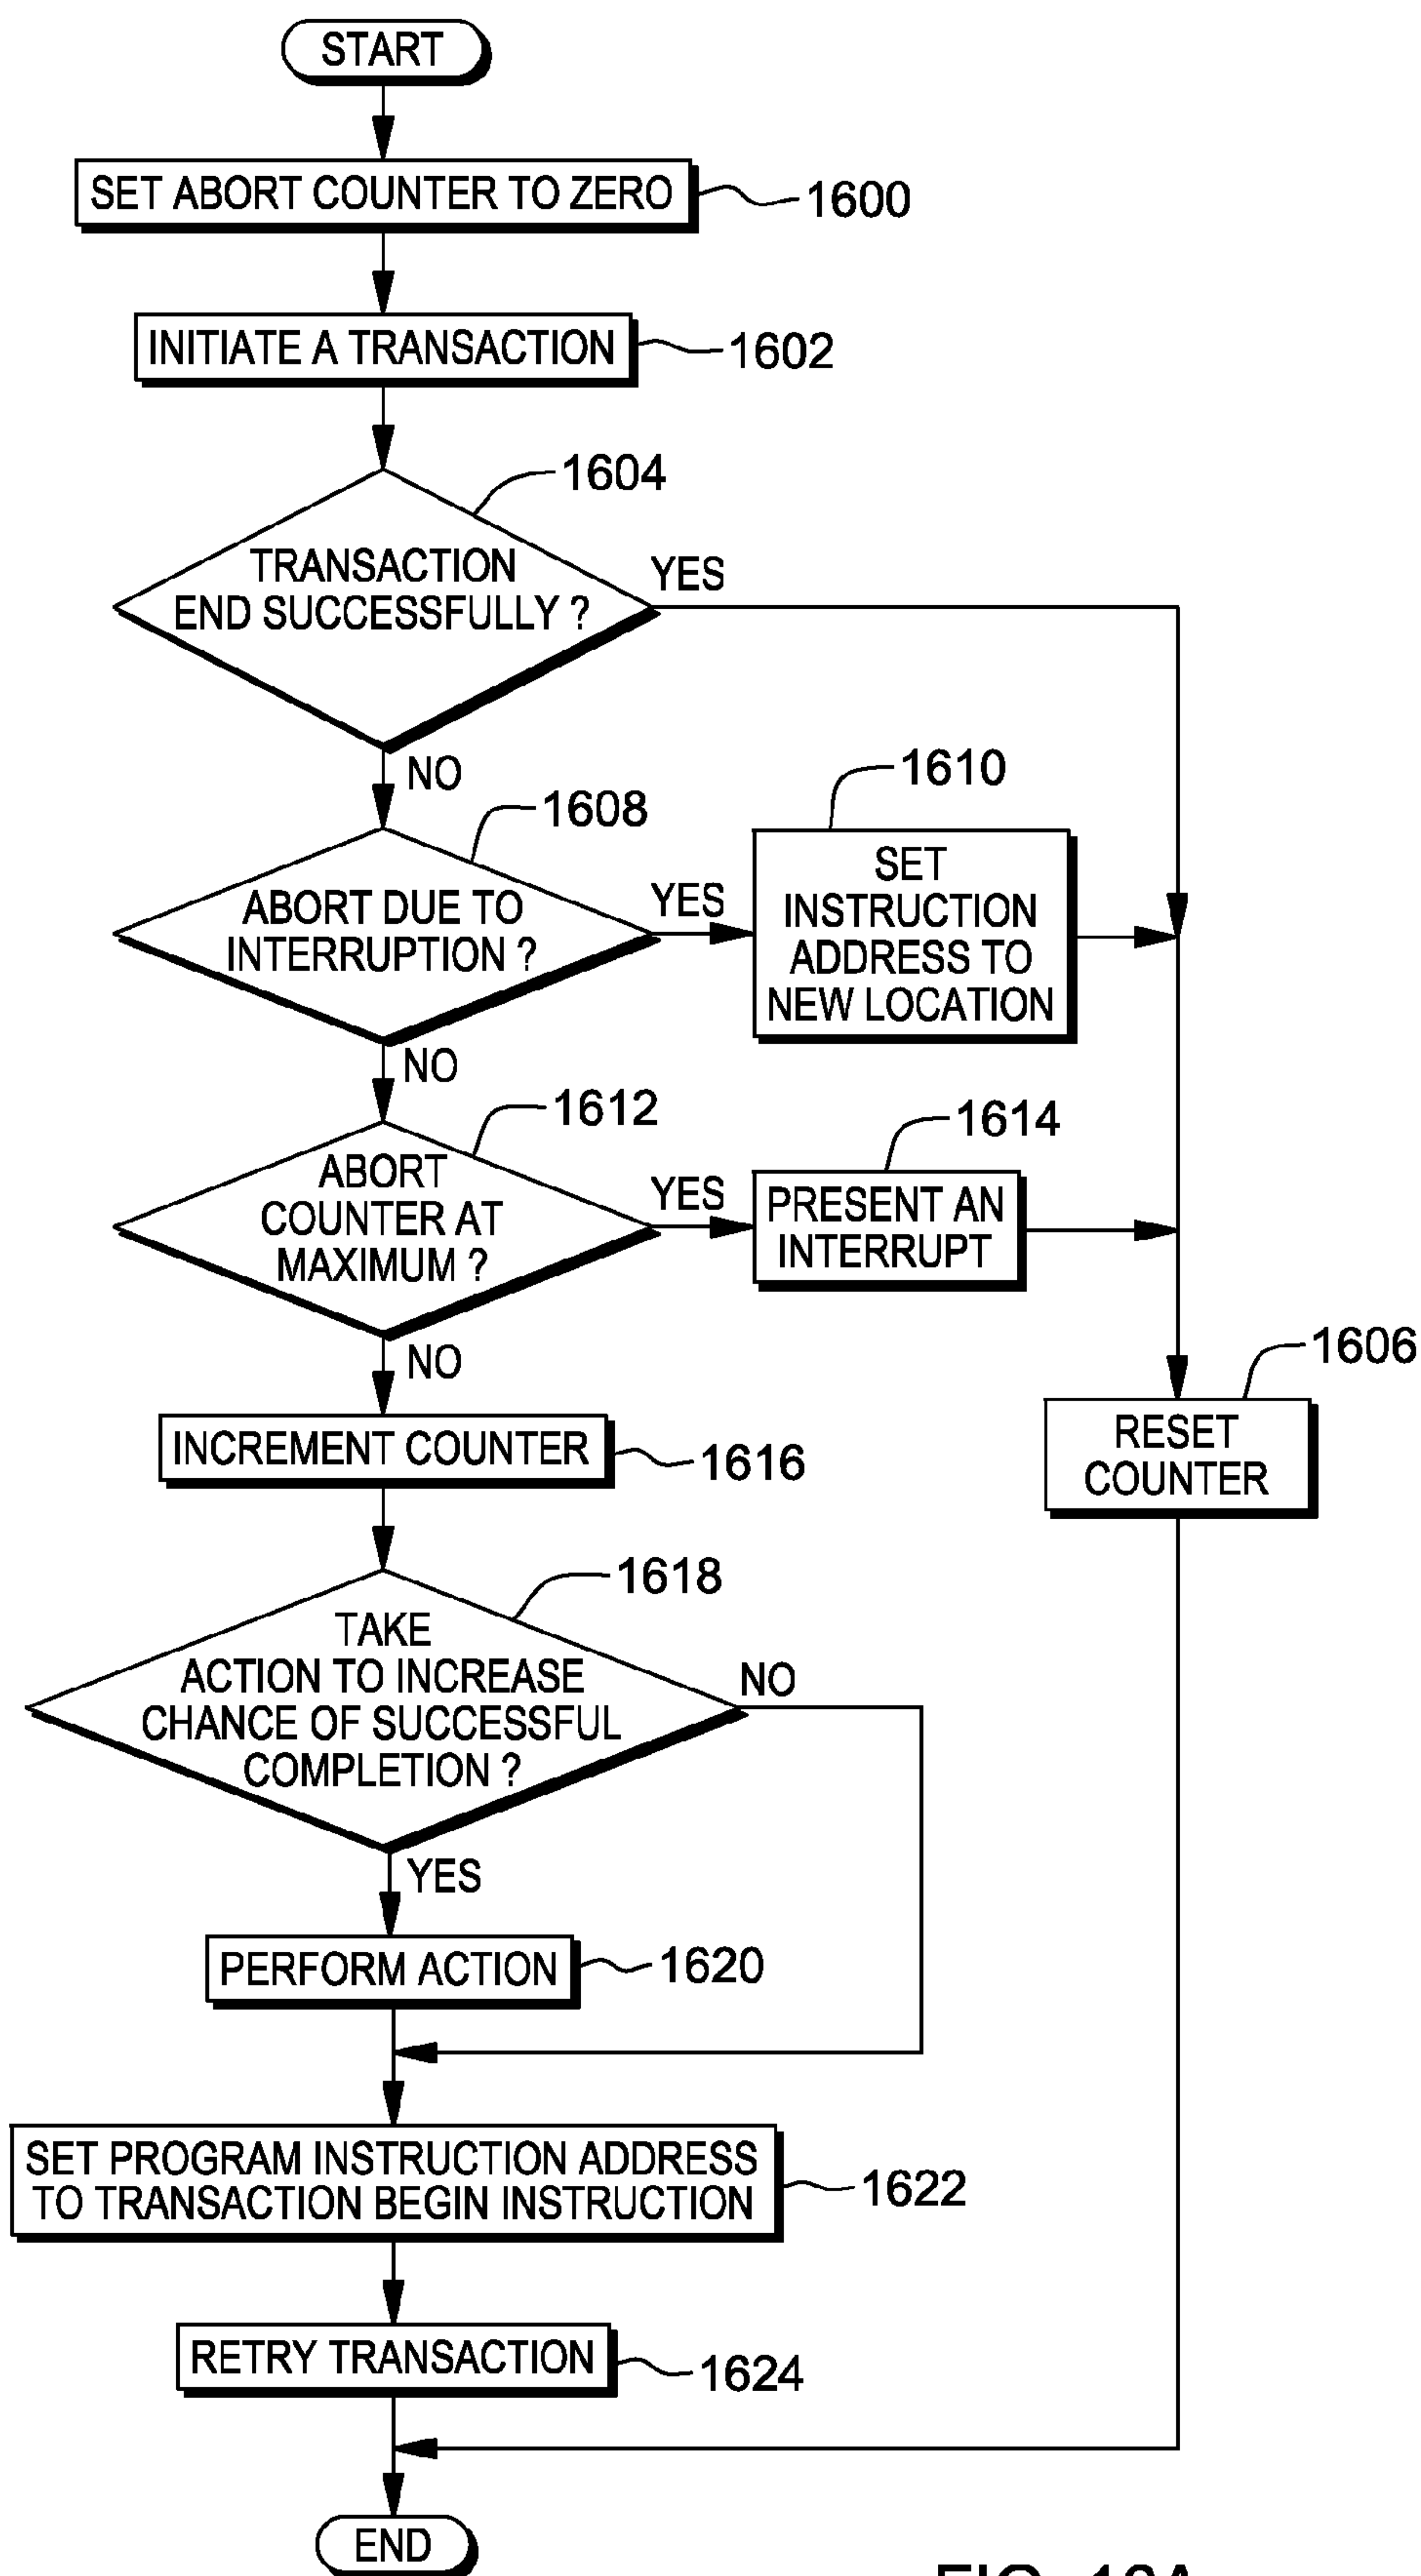 START
SET ABORT COUNTER TO ZERO
1600
INITIATE A TRANSACTION
1602
1604
TRANSACTION
END SUCCESSFULLY ?
YES
NO
1608
ABORT DUE TO
INTERRUPTION ?
YES
1610
SET
INSTRUCTION
ADDRESS TO
NEW LOCATION
NO
1612
ABORT
COUNTER AT
MAXIMUM ?
YES
1614
PRESENT AN
INTERRUPT
NO
1606
RESET
COUNTER
INCREMENT COUNTER
1616
1618
TAKE
ACTION TO INCREASE
CHANCE OF SUCCESSFUL
COMPLETION ?
NO
YES
PERFORM ACTION
1620
SET PROGRAM INSTRUCTION ADDRESS
TO TRANSACTION BEGIN INSTRUCTION
1622
RETRY TRANSACTION
1624
END